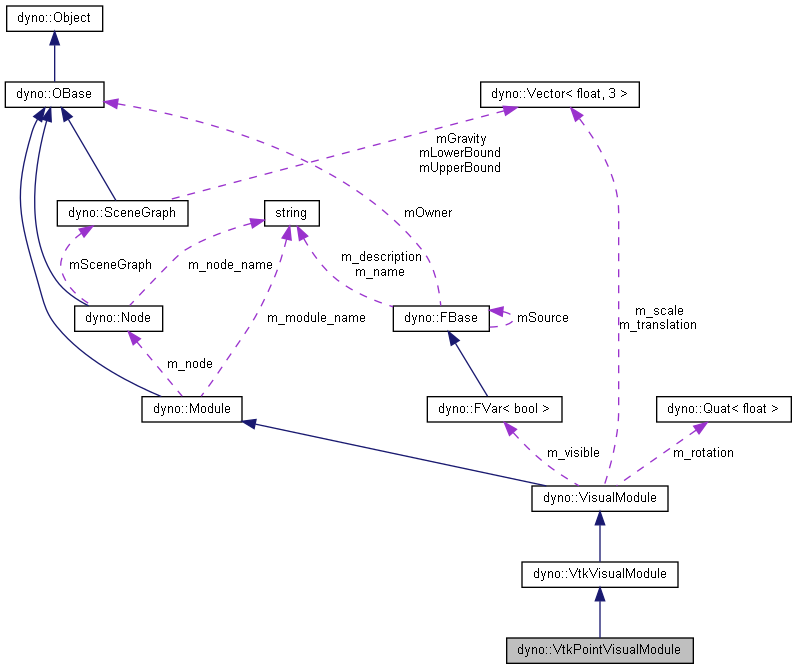 dyno::Object
dyno::OBase
dyno::Vector< float, 3 >
mGravity
mLowerBound
mUpperBound
dyno::SceneGraph
string
mOwner
mSceneGraph
m_node_name
m_description
m_name
dyno::Node
m_module_name
dyno::FBase
mSource
m_scale
m_translation
m_node
dyno::Module
dyno::FVar< bool >
dyno::Quat< float >
m_visible
m_rotation
dyno::VisualModule
dyno::VtkVisualModule
dyno::VtkPointVisualModule